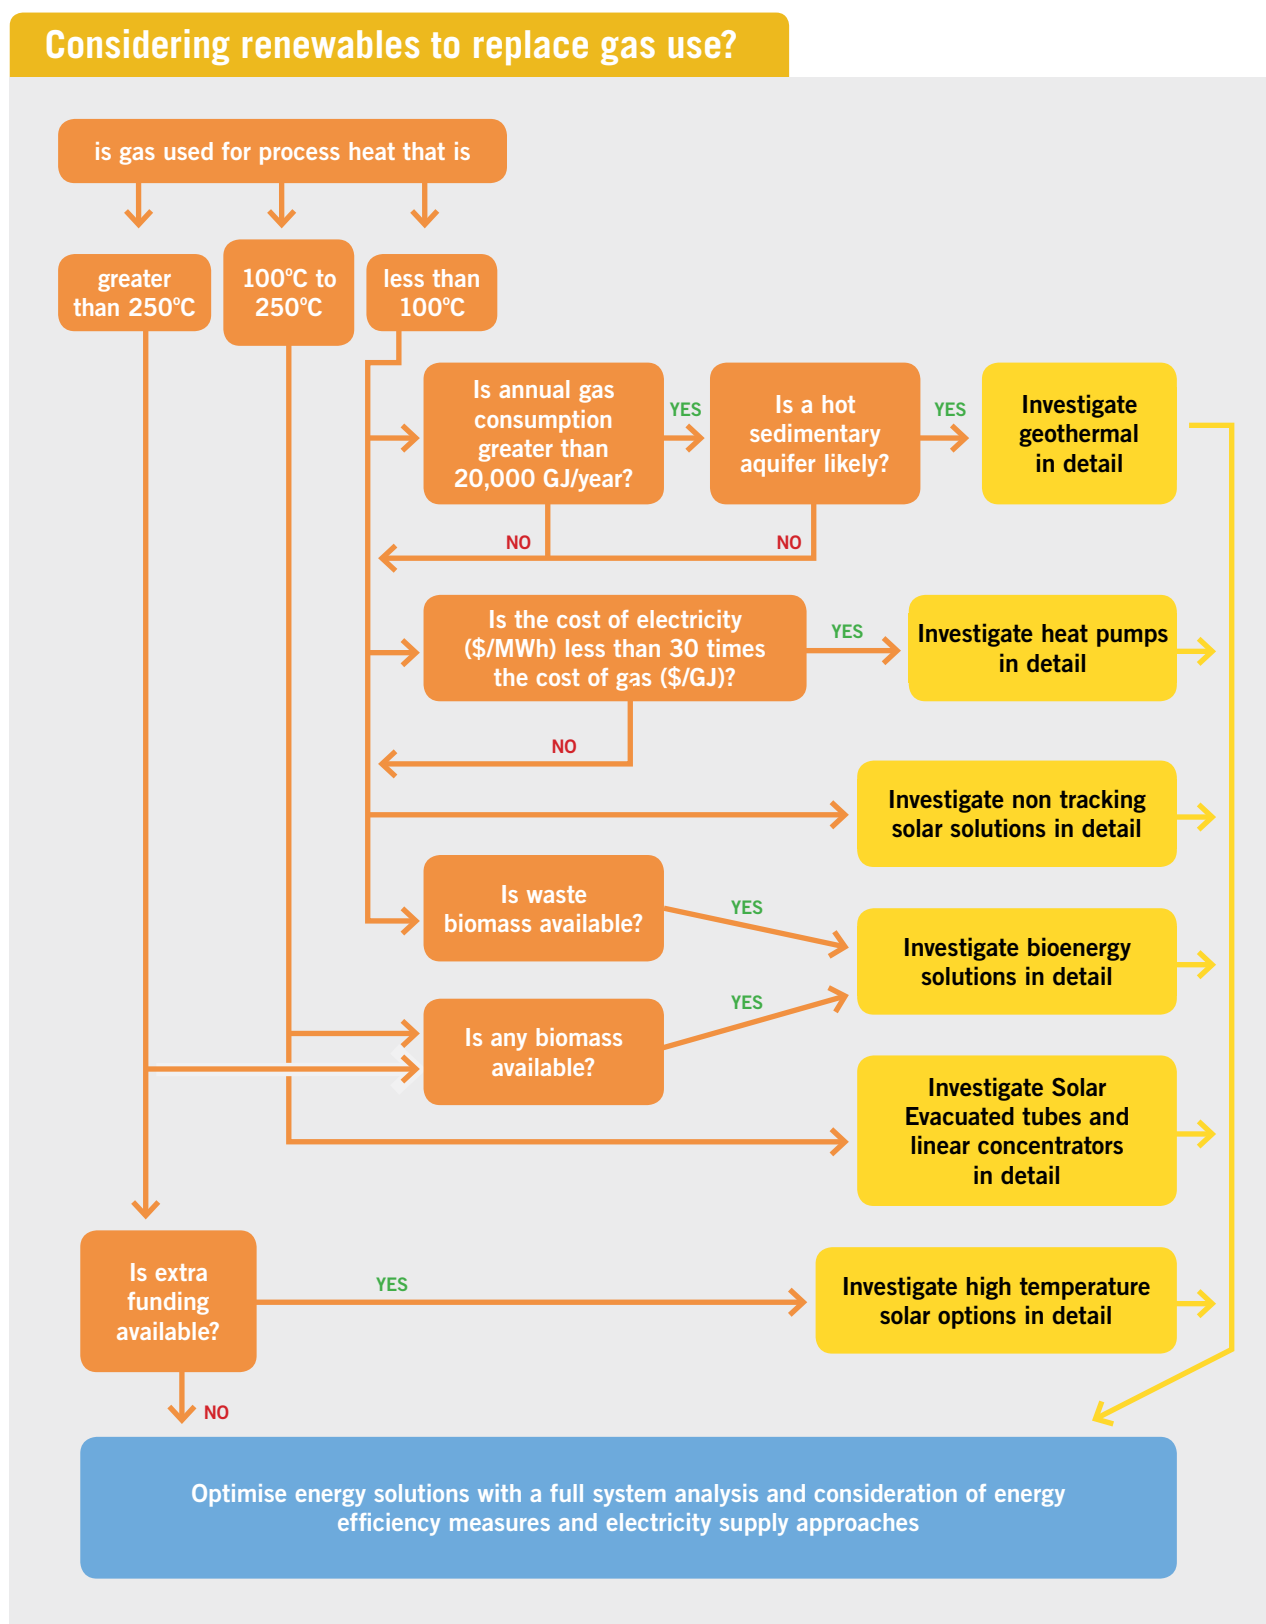 Considering renewables to replace gas use?
is gas used for process heat that is
greater
than 250ºC
100ºC to
250ºC
less than
100ºC
Is annual gas
consumption
greater than
20,000 GJ/year?
YES
Is a hot
sedimentary
aquifer likely?
YES
Investigate
geothermal
in detail
NO
NO
Is the cost of electricity
($/MWh) less than 30 times
the cost of gas ($/GJ)?
YES
Investigate heat pumps
in detail
NO
Investigate non tracking
solar solutions in detail
Is waste
biomass available?
YES
Investigate bioenergy
solutions in detail
Is any biomass
available?
YES
Investigate Solar
Evacuated tubes and
linear concentrators
in detail
Is extra
funding
available?
YES
Investigate high temperature
solar options in detail
NO
Optimise energy solutions with a full system analysis and consideration of energy
efficiency measures and electricity supply approaches